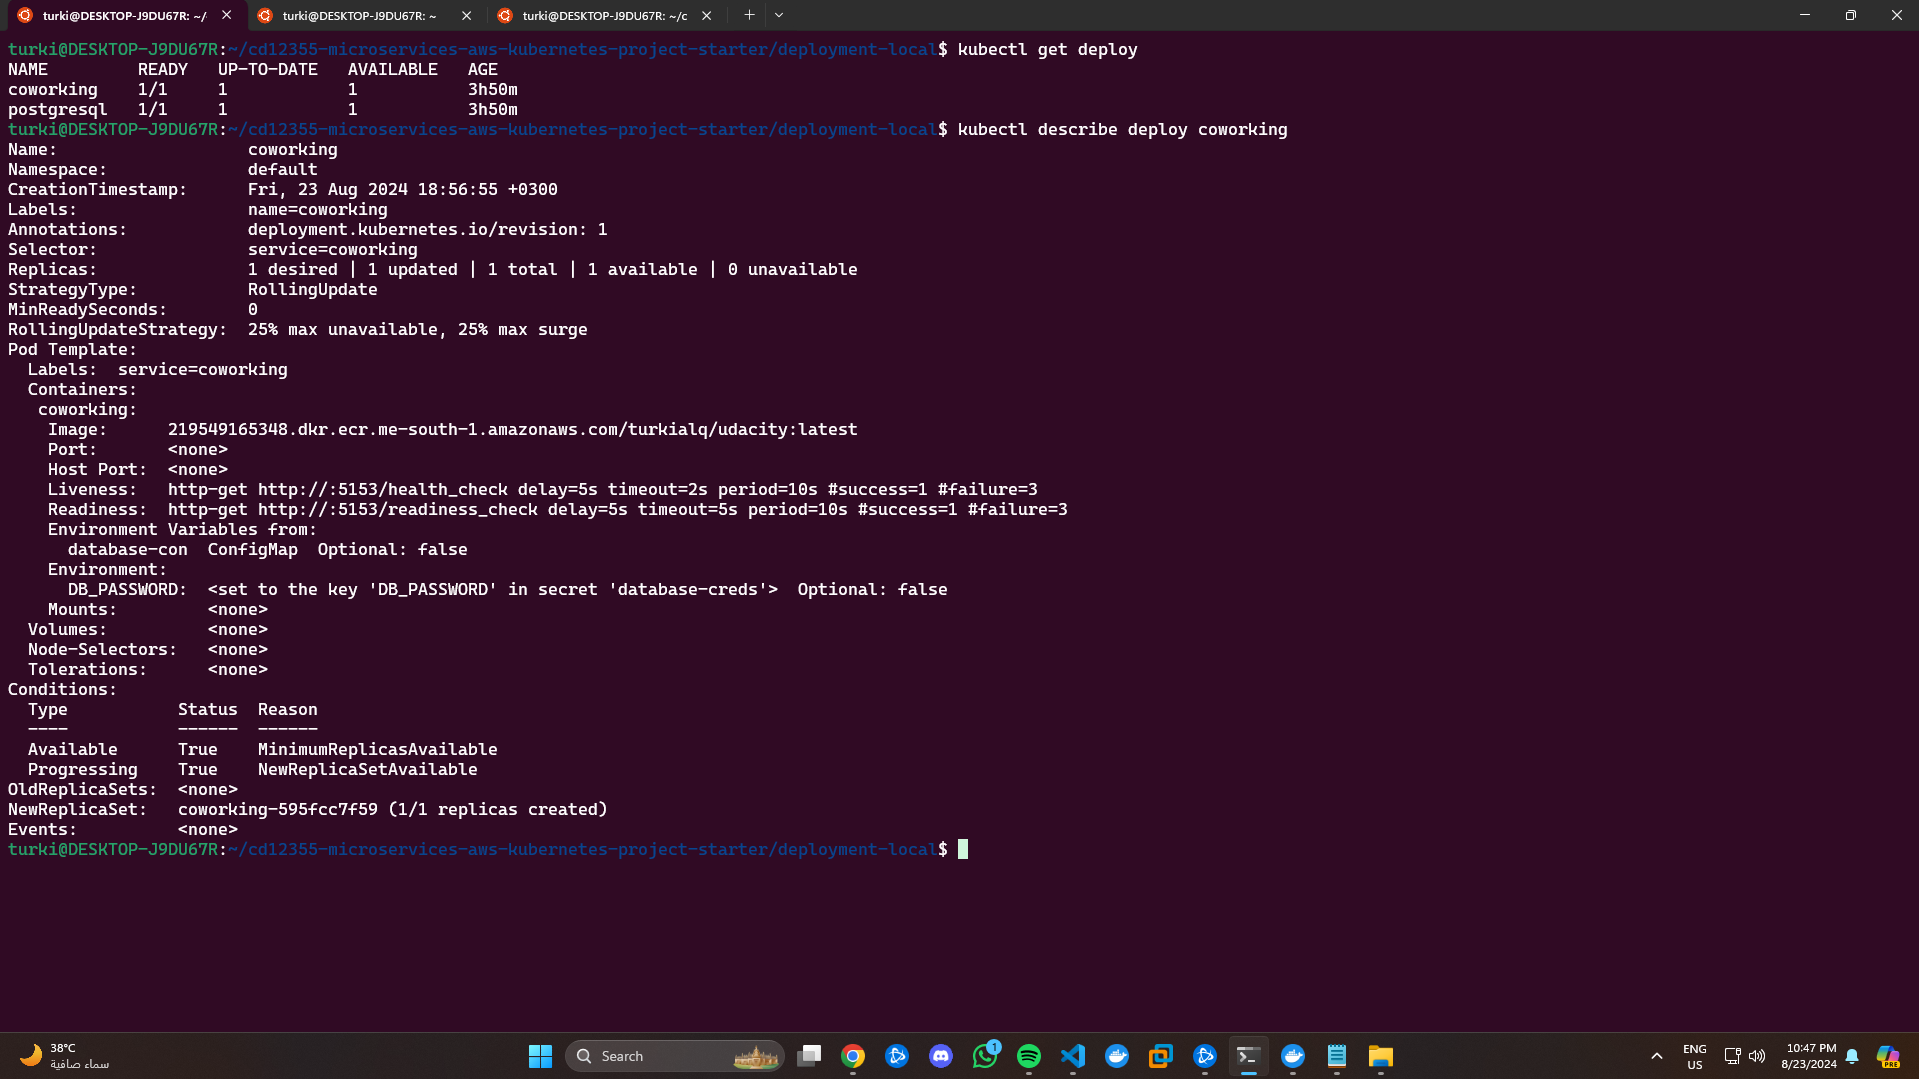 turki@DESKTOP-J9DU67R: ~/
turki@DESKTOP-J9DU67R: ~
turki@DESKTOP-J9DU67R: ~/c
turki@DESKTOP-J9DU67R:~/cd12355-microservices-aws-kubernetes-project-starter/deployment-local$ kubectl get deploy
NAME         READY   UP-TO-DATE   AVAILABLE   AGE
coworking    1/1     1            1           3h50m
postgresql   1/1     1            1           3h50m
turki@DESKTOP-J9DU67R:~/cd12355-microservices-aws-kubernetes-project-starter/deployment-local$ kubectl describe deploy coworking
Name:                   coworking
Namespace:              default
CreationTimestamp:      Fri, 23 Aug 2024 18:56:55 +0300
Labels:                 name=coworking
Annotations:            deployment.kubernetes.io/revision: 1
Selector:               service=coworking
Replicas:               1 desired | 1 updated | 1 total | 1 available | 0 unavailable
StrategyType:           RollingUpdate
MinReadySeconds:        0
RollingUpdateStrategy:  25% max unavailable, 25% max surge
Pod Template:
  Labels:  service=coworking
  Containers:
   coworking:
    Image:      219549165348.dkr.ecr.me-south-1.amazonaws.com/turkialq/udacity:latest
    Port:       <none>
    Host Port:  <none>
    Liveness:   http-get http://:5153/health_check delay=5s timeout=2s period=10s #success=1 #failure=3
    Readiness:  http-get http://:5153/readiness_check delay=5s timeout=5s period=10s #success=1 #failure=3
    Environment Variables from:
      database-con  ConfigMap  Optional: false
    Environment:
      DB_PASSWORD:  <set to the key 'DB_PASSWORD' in secret 'database-creds'>  Optional: false
    Mounts:         <none>
  Volumes:          <none>
  Node-Selectors:   <none>
  Tolerations:      <none>
Conditions:
  Type           Status  Reason
  ----           ------  ------
  Available      True    MinimumReplicasAvailable
  Progressing    True    NewReplicaSetAvailable
OldReplicaSets:  <none>
NewReplicaSet:   coworking-595fcc7f59 (1/1 replicas created)
Events:          <none>
turki@DESKTOP-J9DU67R:~/cd12355-microservices-aws-kubernetes-project-starter/deployment-local$
38°C
سماء صافية
Search
1
ENG
US
10:47 PM
8/23/2024
PRE